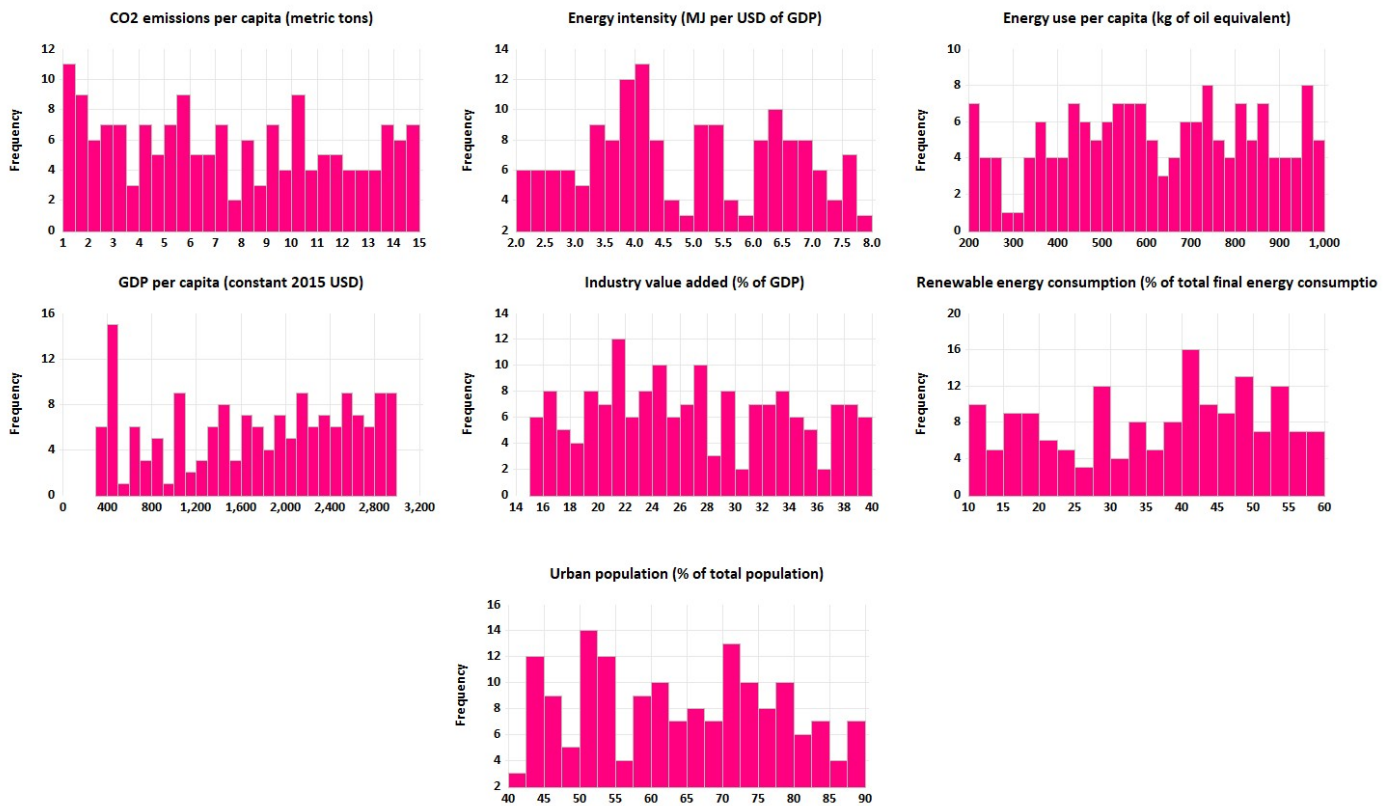 CO2 emissions per capita (metric tons)
Energy intensity (MJ per USD of GDP)
Energy use per capita (kg of oil equivalent)
12
10
8
6
4
2
0
Frequency
1 2 3 4 5 6 7 8 9 10 11 12 13 14 15
14
12
10
8
6
4
2
Frequency
2.0 2.5 3.0 3.5 4.0 4.5 5.0 5.5 6.0 6.5 7.0 7.5 8.0
10
8
6
4
2
0
Frequency
200 300 400 500 600 700 800 900 1,000
GDP per capita (constant 2015 USD)
Industry value added (% of GDP)
Renewable energy consumption (% of total final energy consumptio
16
12
8
4
0
Frequency
0 400 800 1,200 1,600 2,000 2,400 2,800 3,200
14
12
10
8
6
4
2
0
Frequency
14 16 18 20 22 24 26 28 30 32 34 36 38 40
20
16
12
8
4
0
Frequency
10 15 20 25 30 35 40 45 50 55 60
Urban population (% of total population)
16
14
12
10
8
6
4
2
Frequency
40 45 50 55 60 65 70 75 80 85 90